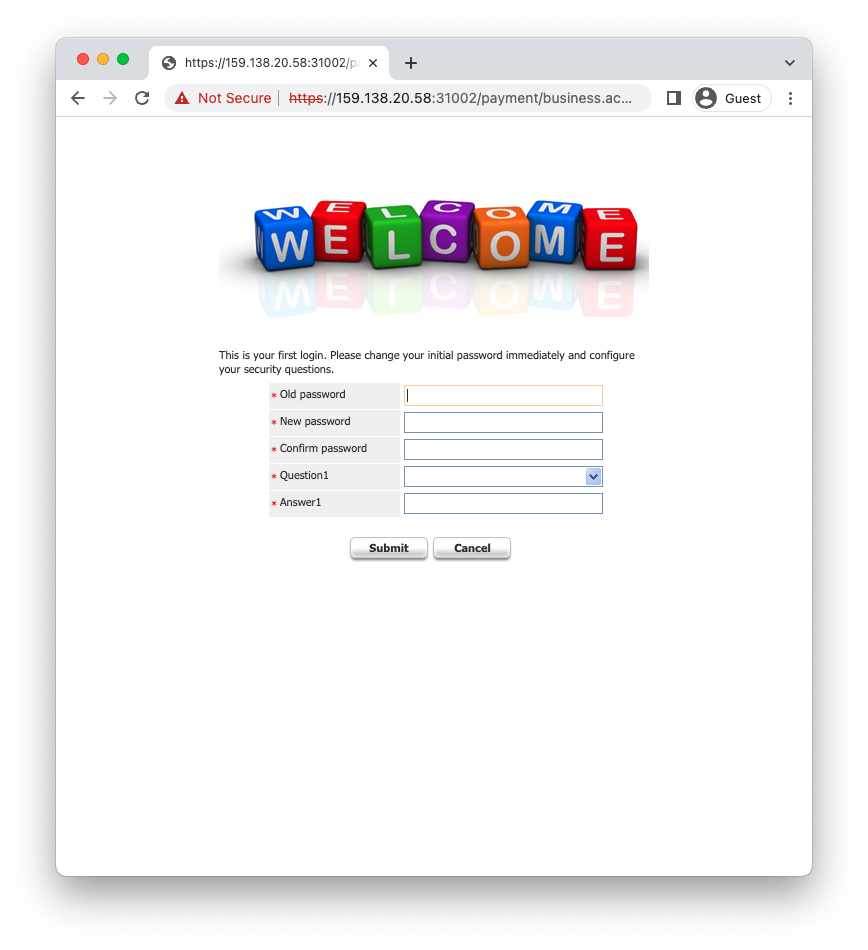 https://159.138.20.58:31002/pa
Not Secure
https://159.138.20.58:31002/payment/business.ac...
Guest
W E L C O M E
W E L C O M E
This is your first login. Please change your initial password immediately and configure
your security questions.
* Old password
* New password
* Confirm password
* Question1
* Answer1
Submit Cancel